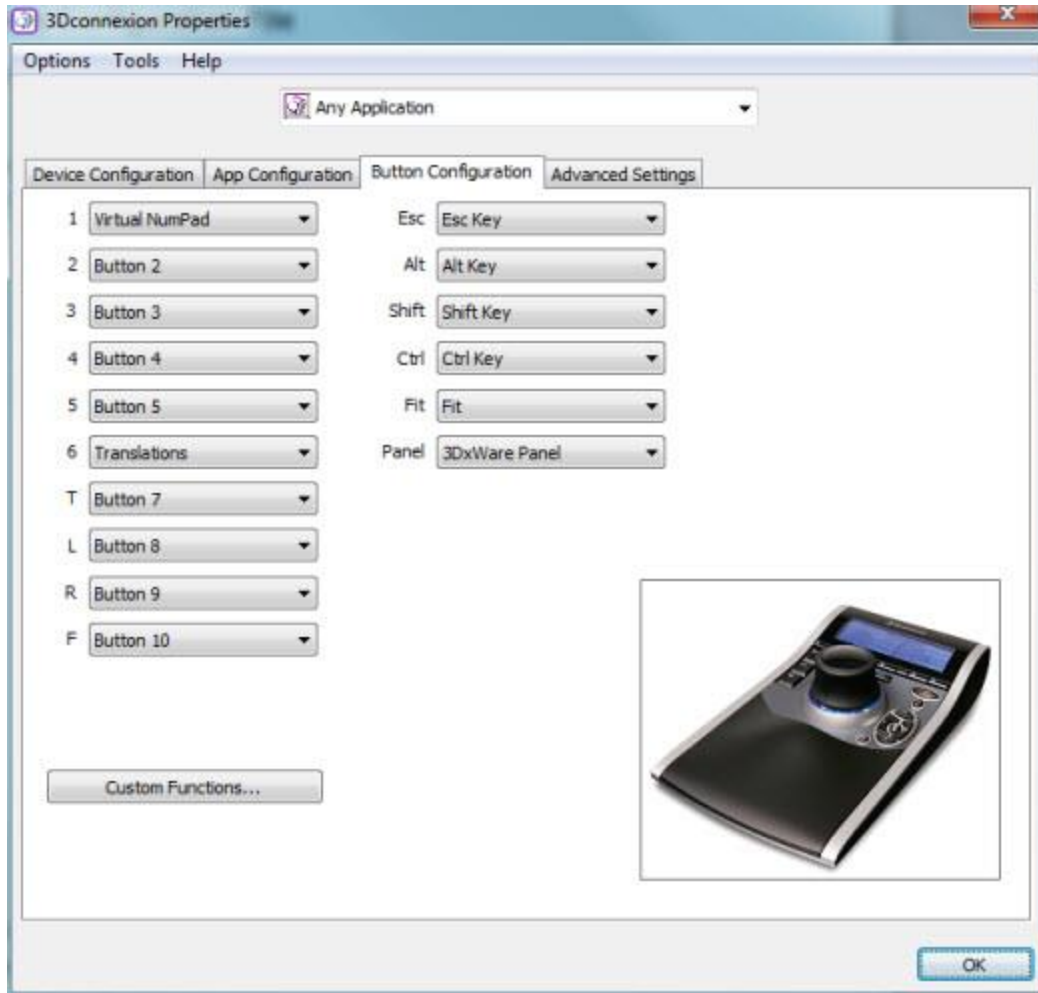 3Dconnexion Properties
Options Tools Help
Any Application
Device Configuration App Configuration Button Configuration Advanced Settings
1 Virtual NumPad Esc Esc Key
2 Button 2 Alt Alt Key
3 Button 3 Shift Shift Key
4 Button 4 Ctrl Ctrl Key
5 Button 5 Fit Fit
6 Translations Panel 3DxWare Panel
T Button 7
L Button 8
R Button 9
F Button 10
Custom Functions...
OK